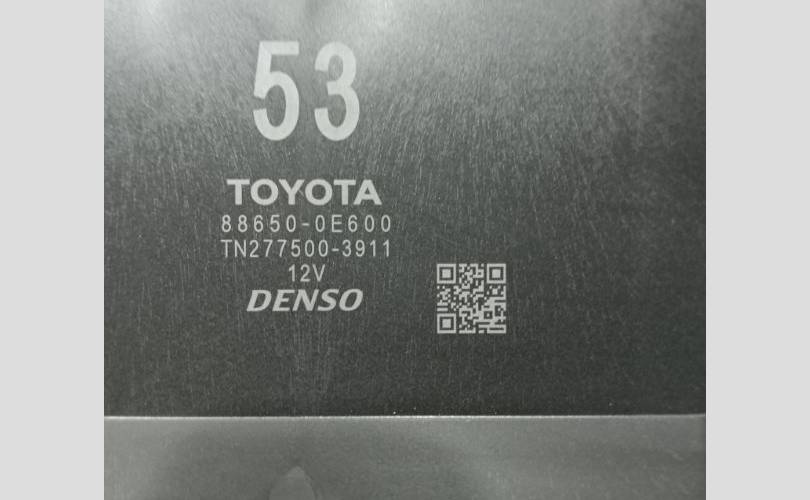 53
TOYOTA
88650-0E600
TN277500-3911
12V
DENSO